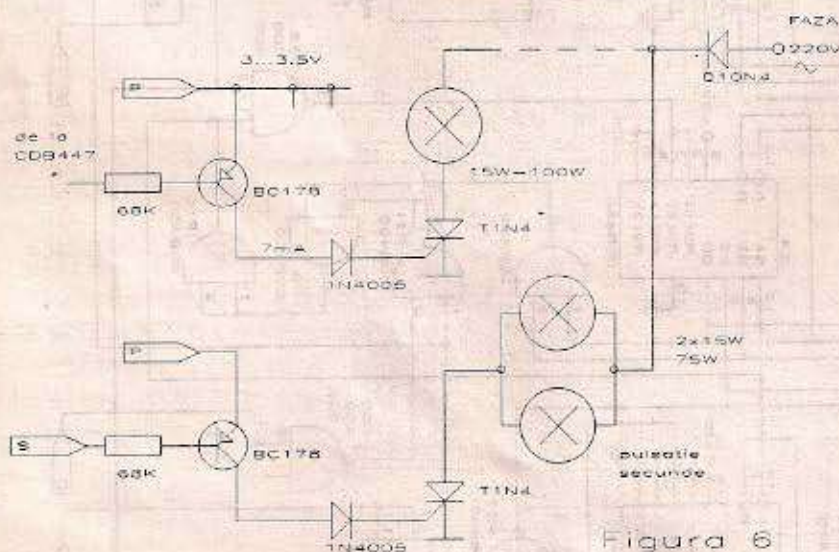 FAZA
3...3.5V
220V
P
D10N4
de la
CDB447
15W-100W
BC178
68K
T1N4
7mA
1N4005
P
2x15W
75W
S
BC178
68K
pulsatie
secunde
T1N4
1N4005
Figura 6